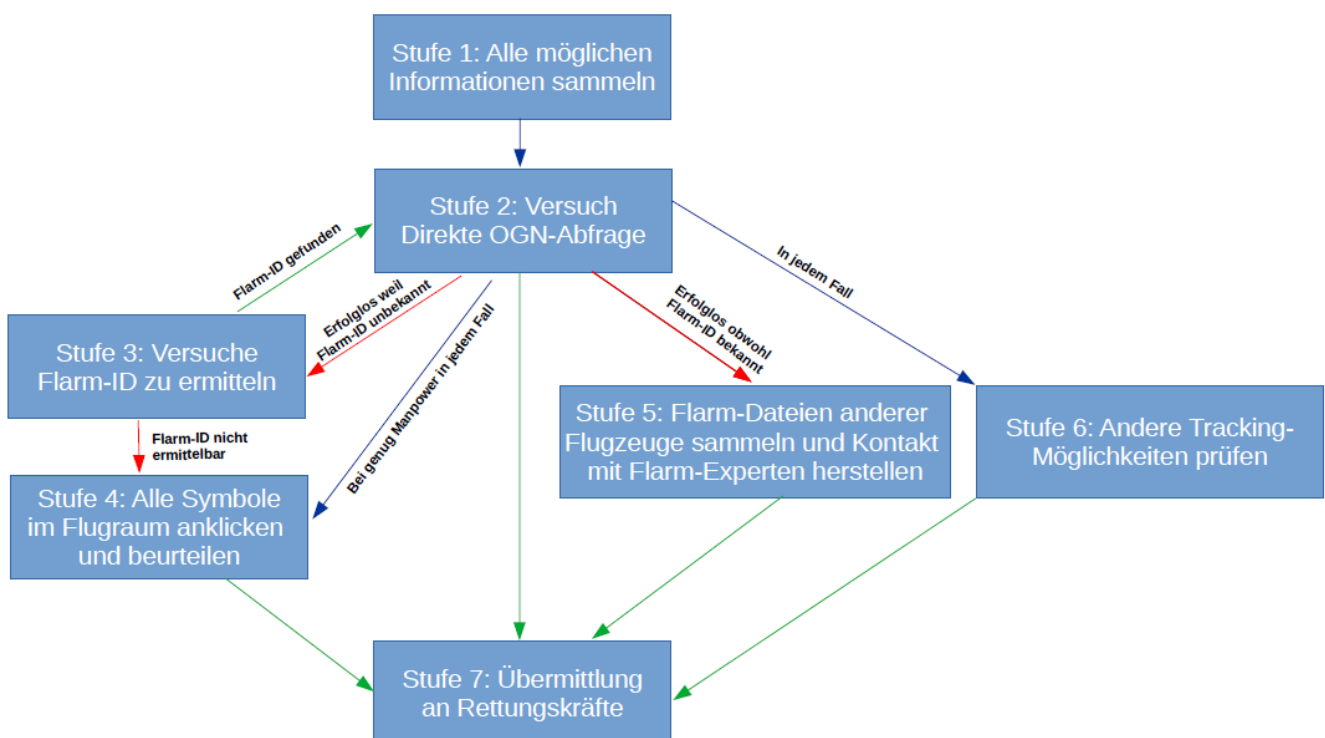 Stufe 1: Alle möglichen
Informationen sammeln
Stufe 2: Versuch
Direkte OGN-Abfrage
Flarm-ID gefunden
Erfolglos weil
Flarm-ID unbekannt
Bei genug Manpower in jedem Fall
Erfolglos obwohl
Flarm-ID bekannt
In jedem Fall
Stufe 3: Versuche
Flarm-ID zu ermitteln
Flarm-ID nicht
ermittelbar
Stufe 4: Alle Symbole
im Flugraum anklicken
und beurteilen
Stufe 5: Flarm-Dateien anderer
Flugzeuge sammeln und Kontakt
mit Flarm-Experten herstellen
Stufe 6: Andere Tracking-
Möglichkeiten prüfen
Stufe 7: Übermittlung
an Rettungskräfte